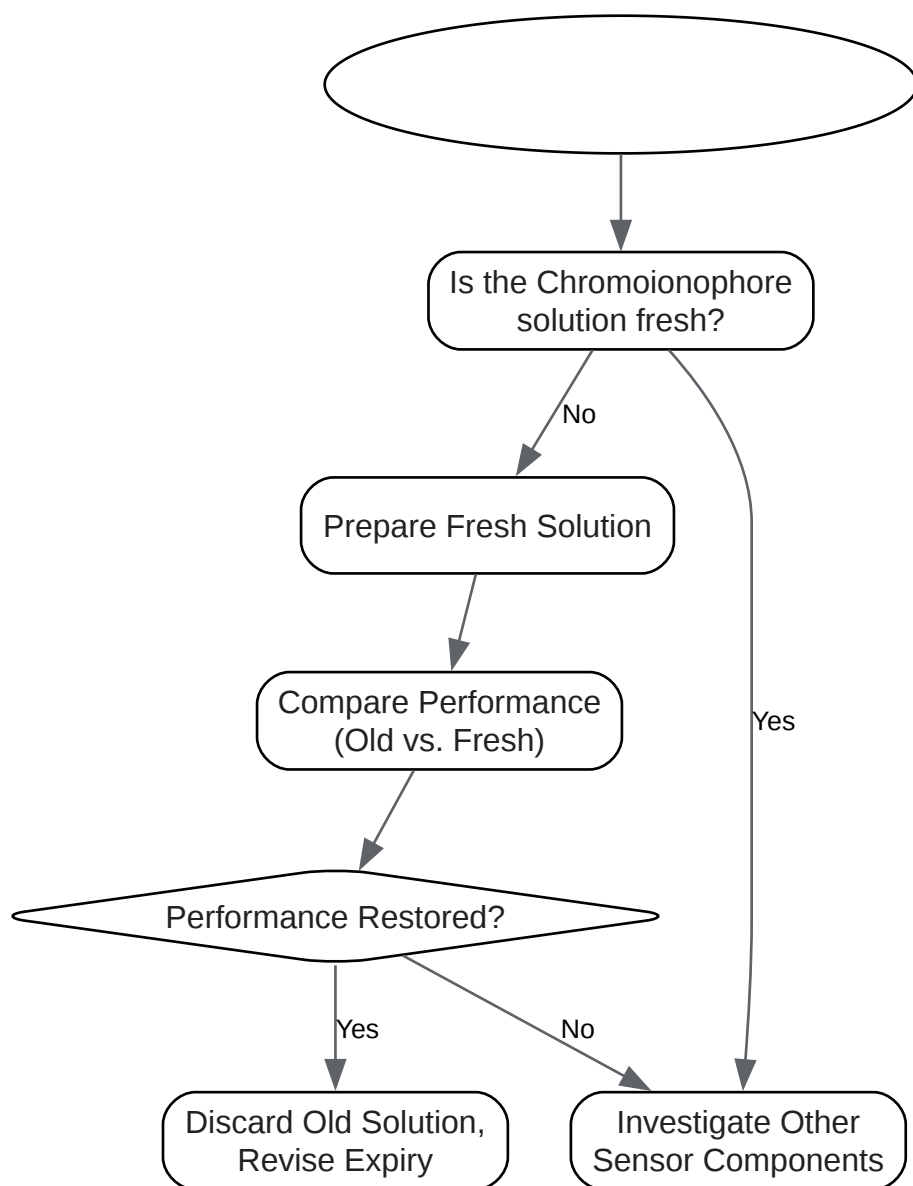 Is the Chromoionophore
solution fresh?
No
Prepare Fresh Solution
Compare Performance
(Old vs. Fresh)
Yes
Performance Restored?
Yes
No
Discard Old Solution,
Revise Expiry
Investigate Other
Sensor Components